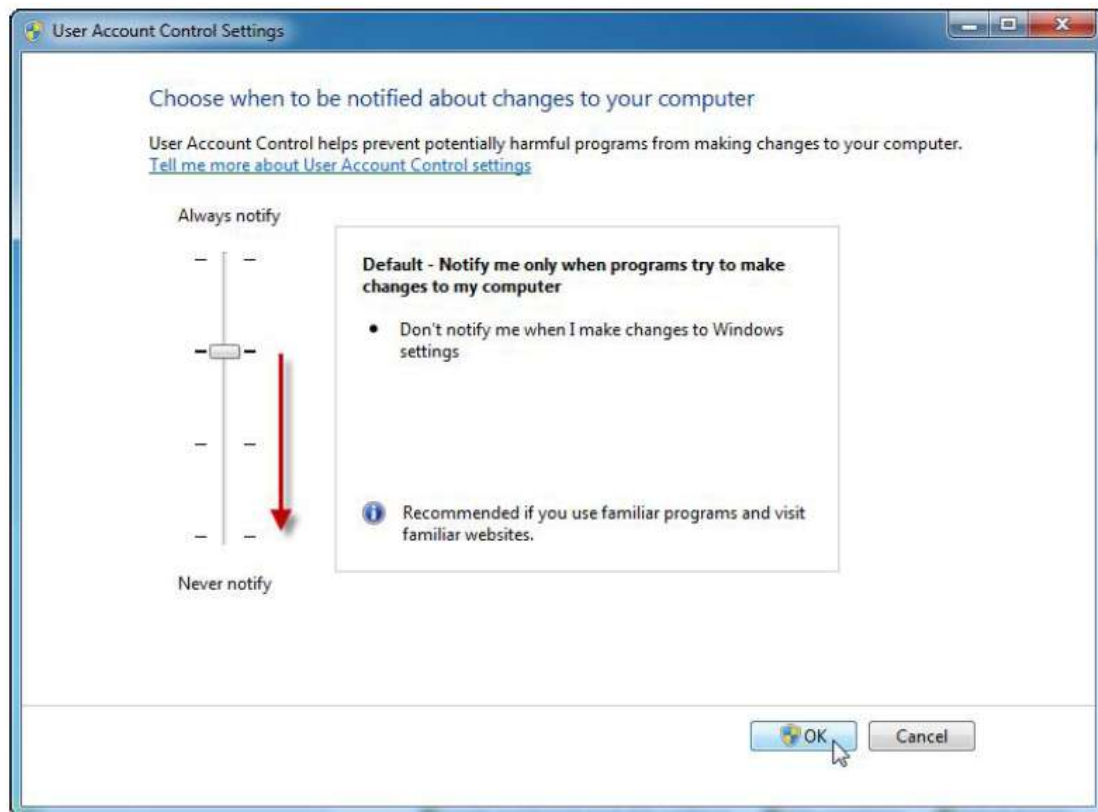 User Account Control Settings
Choose when to be notified about changes to your computer
User Account Control helps prevent potentially harmful programs from making changes to your computer.
Tell me more about User Account Control settings
Always notify
Default - Notify me only when programs try to make
changes to my computer
• Don't notify me when I make changes to Windows
settings
Recommended if you use familiar programs and visit
familiar websites.
Never notify
OK
Cancel